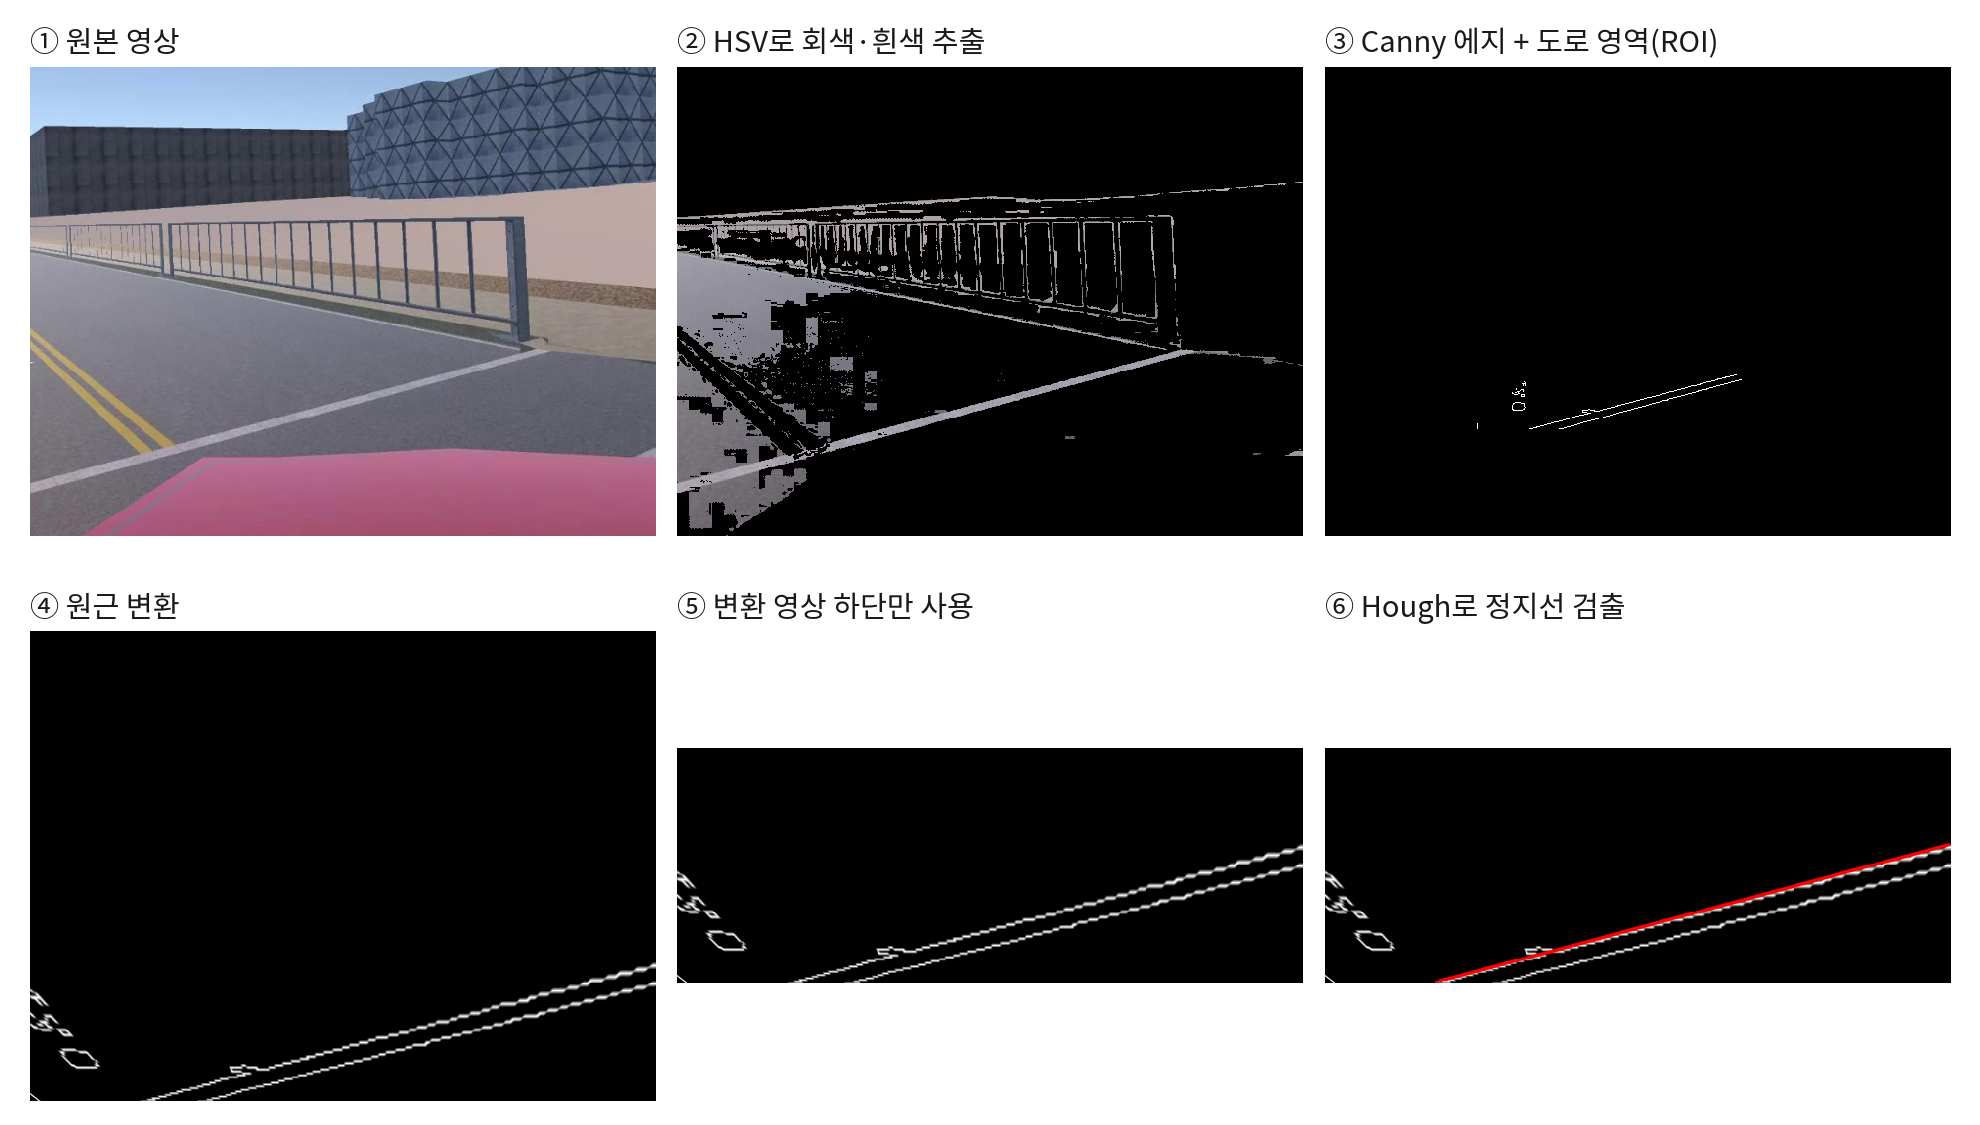 ① 원본 영상
② HSV로 회색·흰색 추출
③ Canny 에지 + 도로 영역(ROI)
④ 원근 변환
⑤ 변환 영상 하단만 사용
⑥ Hough로 정지선 검출